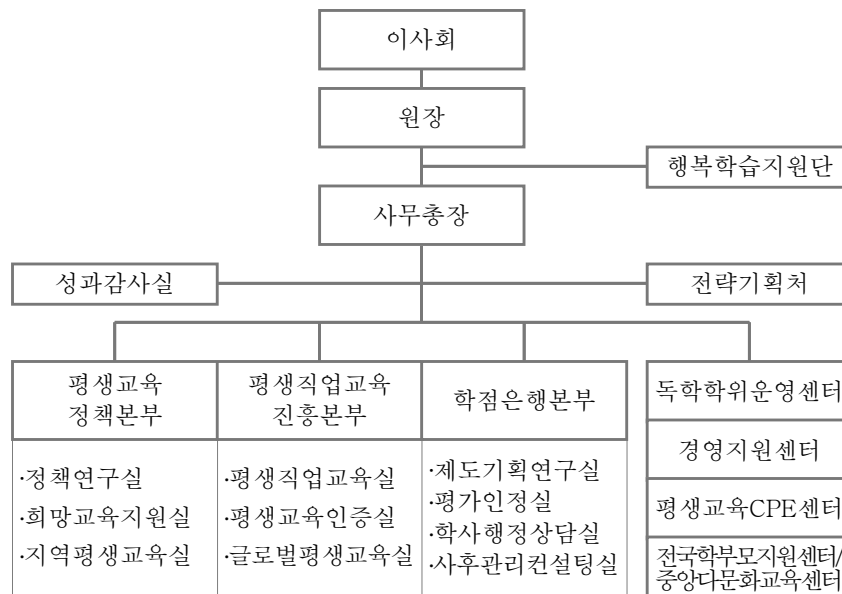 이사회
원장
행복학습지원단
사무총장
성과감사실
전략기획처
평생교육
정책본부
·정책연구실
·희망교육지원실
·지역평생교육실
평생직업교육
진흥본부
·평생직업교육실
·평생교육인증실
·글로벌평생교육실
학점은행본부
·제도기획연구실
·평가인정실
·학사행정상담실
·사후관리컨설팅실
독학학위운영센터
경영지원센터
평생교육CPE센터
전국학부모지원센터/
중앙다문화교육센터